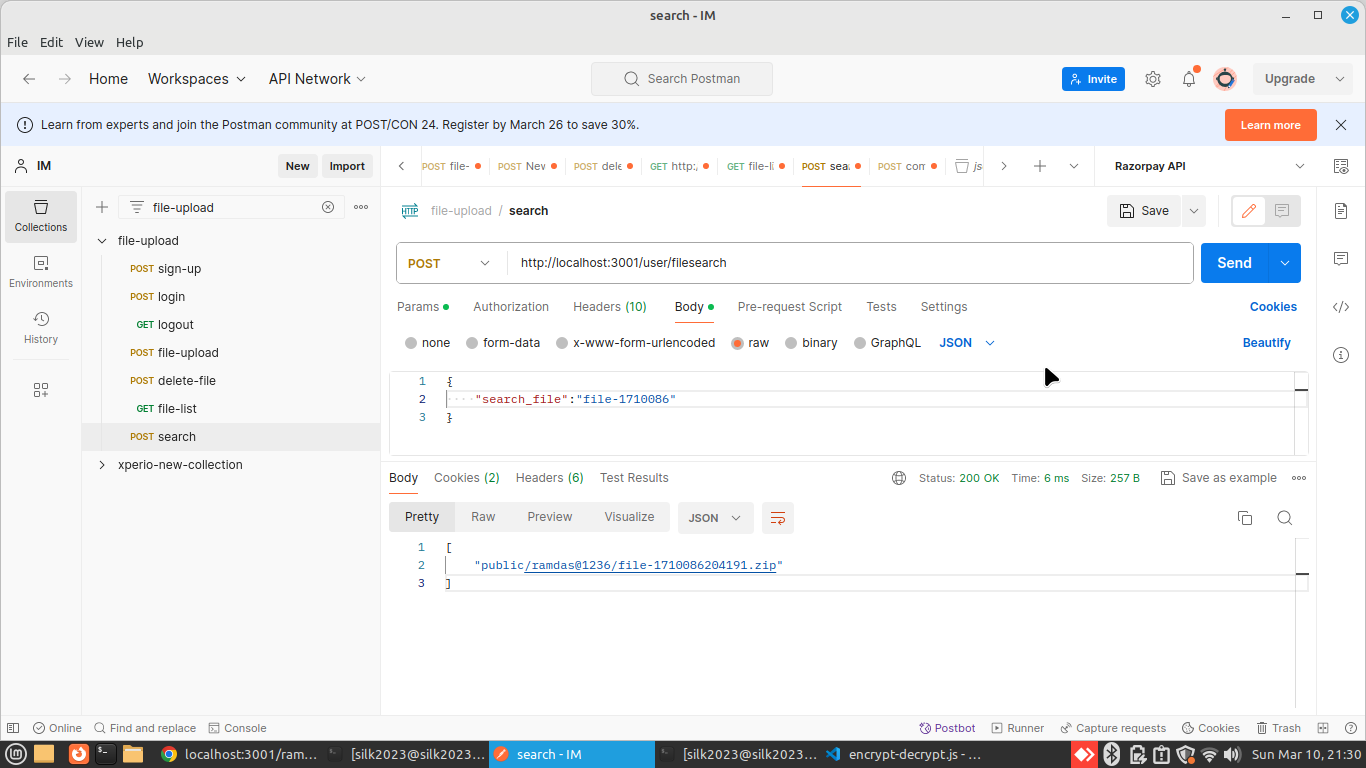 search - IM
File Edit View Help
Home Workspaces API Network Search Postman Invite Upgrade
Learn from experts and join the Postman community at POST/CON 24. Register by March 26 to save 30%. Learn more
IM New Import POST file- POST New POST dele GET http:, GET file-li POST sea POST com js Razorpay API
Collections
Environments
History
file-upload
file-upload
POST sign-up
POST login
GET logout
POST file-upload
POST delete-file
GET file-list
POST search
xperio-new-collection
HTTP file-upload / search Save
POST http://localhost:3001/user/filesearch Send
Params Authorization Headers (10) Body Pre-request Script Tests Settings Cookies
none form-data x-www-form-urlencoded raw binary GraphQL JSON Beautify
1 {
2 ····"search_file":"file-1710086"
3 }
Body Cookies (2) Headers (6) Test Results Status: 200 OK Time: 6 ms Size: 257 B Save as example
Pretty Raw Preview Visualize JSON
1 [
2 "public/ramdas@1236/file-1710086204191.zip"
3 ]
Online Find and replace Console Postbot Runner Capture requests Cookies Trash
localhost:3001/ram... [silk2023@silk2023... search - IM [silk2023@silk2023... encrypt-decrypt.js - ... Sun Mar 10, 21:30